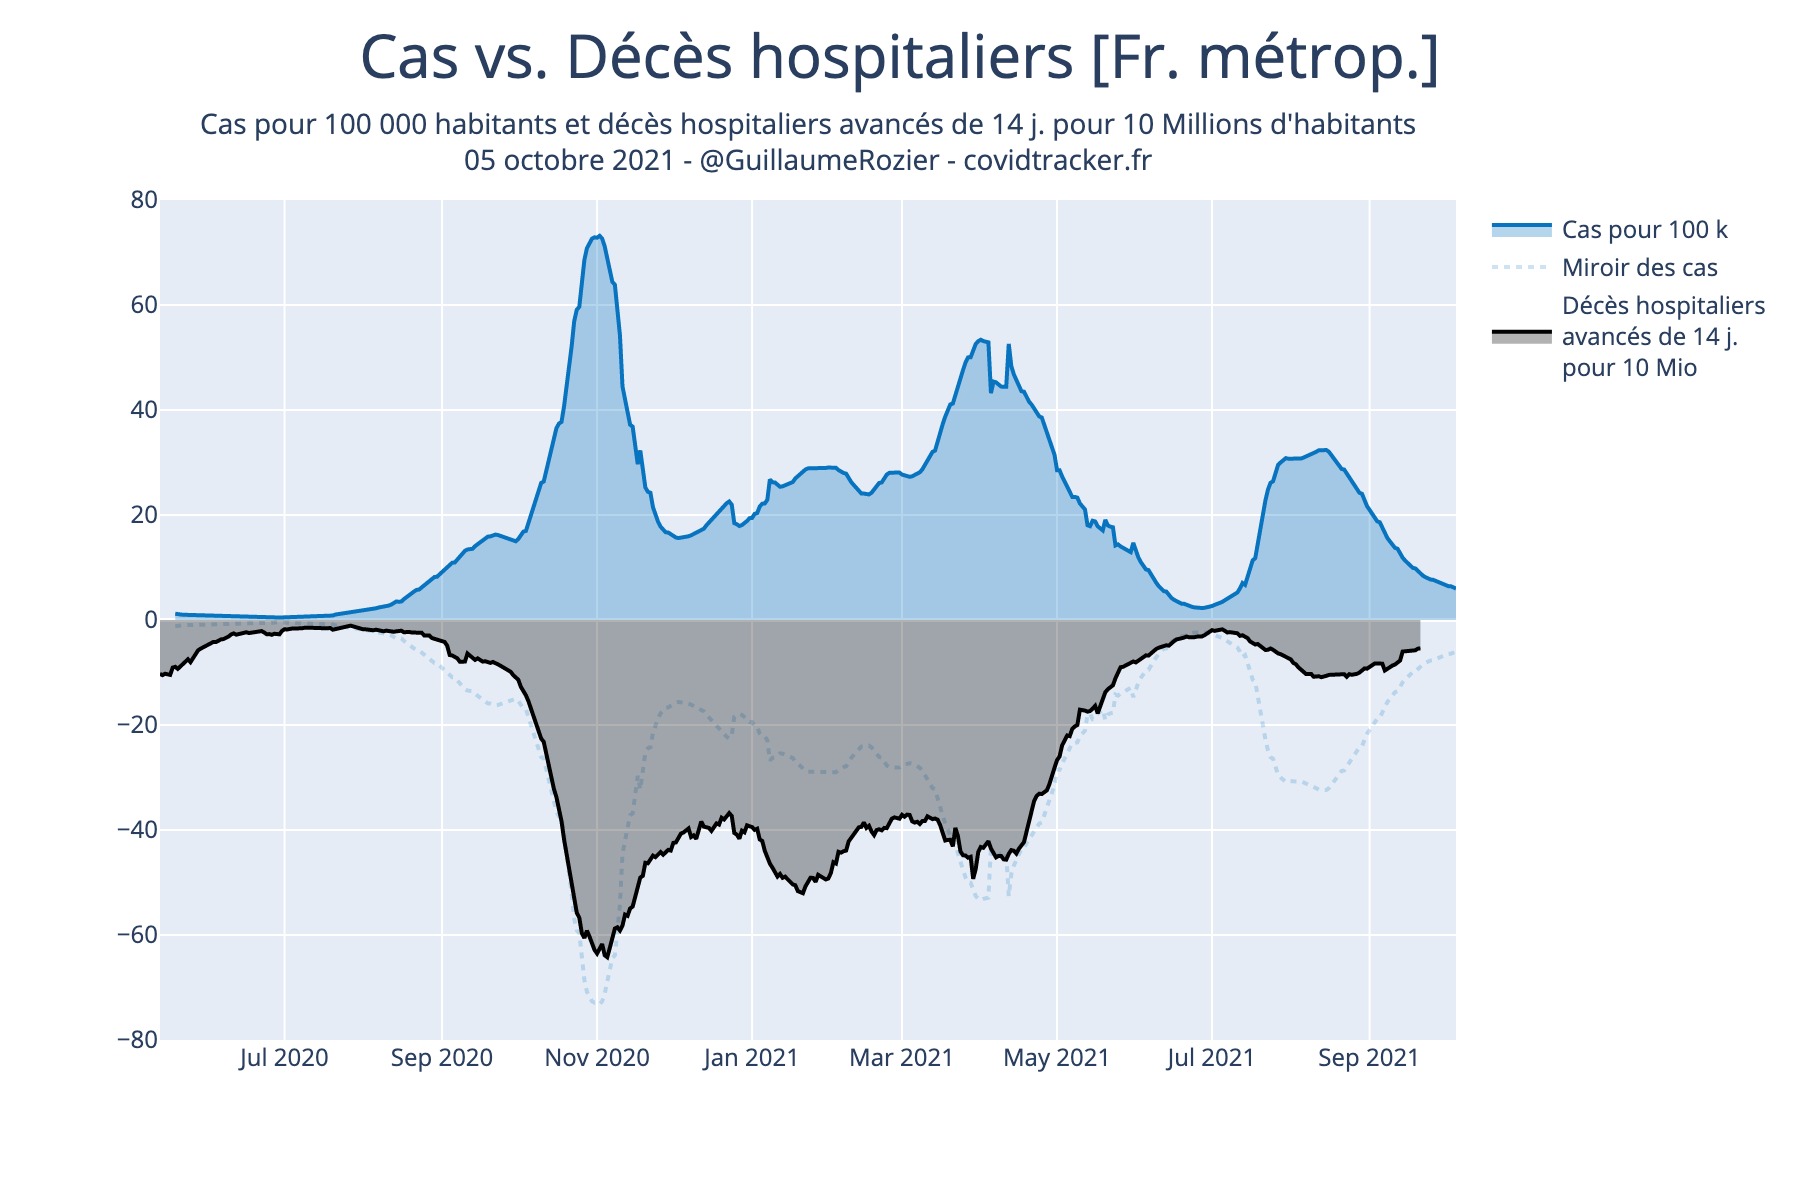 Cas vs. Décès hospitaliers [Fr. métrop.]
Cas pour 100 000 habitants et décès hospitaliers avancés de 14 j. pour 10 Millions d'habitants
05 octobre 2021 - @GuillaumeRozier - covidtracker.fr
80
60
40
20
0
−20
−40
−60
−80
Jul 2020
Sep 2020
Nov 2020
Jan 2021
Mar 2021
May 2021
Jul 2021
Sep 2021
Cas pour 100 k
Miroir des cas
Décès hospitaliers
avancés de 14 j.
pour 10 Mio